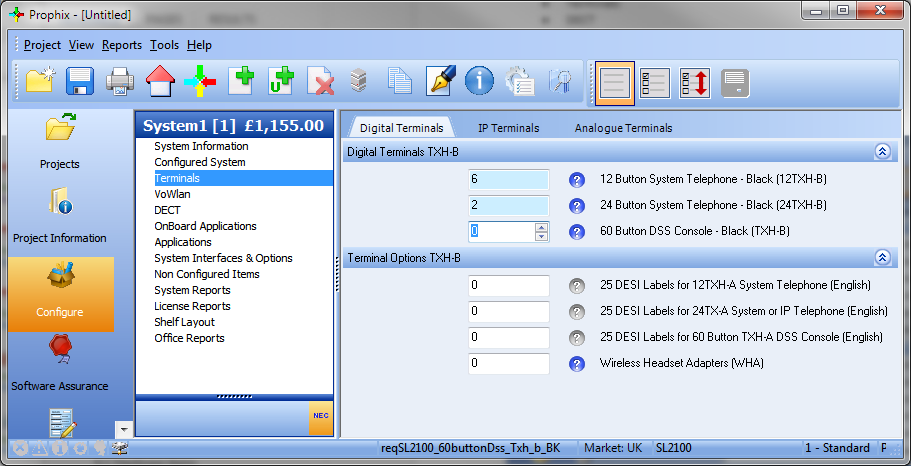 Prophix - [Untitled]
Project View Reports Tools Help
Projects
Project Information
Configure
Software Assurance
System1 [1] £1,155.00
System Information
Configured System
Terminals
VoWlan
DECT
OnBoard Applications
Applications
System Interfaces & Options
Non Configured Items
System Reports
License Reports
Shelf Layout
Office Reports
NEC
Digital Terminals IP Terminals Analogue Terminals
Digital Terminals TXH-B
6 12 Button System Telephone - Black (12TXH-B)
2 24 Button System Telephone - Black (24TXH-B)
0 60 Button DSS Console - Black (TXH-B)
Terminal Options TXH-B
0 25 DESI Labels for 12TXH-A System Telephone (English)
0 25 DESI Labels for 24TX-A System or IP Telephone (English)
0 25 DESI Labels for 60 Button TXH-A DSS Console (English)
0 Wireless Headset Adapters (WHA)
reqSL2100_60buttonDss_Txh_b_BK Market: UK SL2100 1 - Standard P